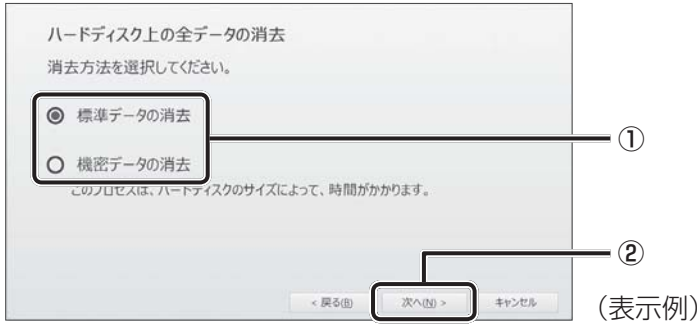 ハードディスク上の全データの消去
消去方法を選択してください。
標準データの消去
①
機密データの消去
このプロセスは、ハードディスクのサイズによって、時間がかかります。
②
< 戻る(B) 次へ(N) > キャンセル
（表示例）